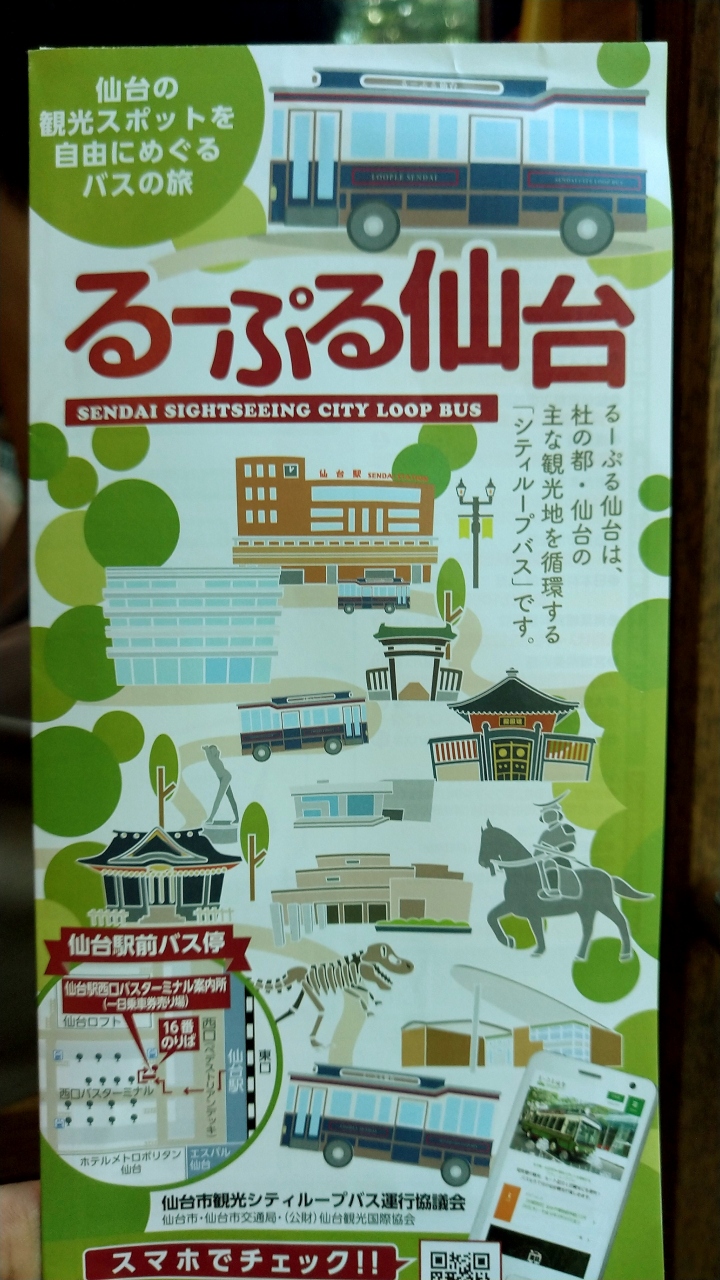 仙台の
観光スポットを
自由にめぐる
バスの旅
LOOPLE SENDAI
るーぷる仙台
SENDAI SIGHTSEEING CITY LOOP BUS
るーぷる仙台は、
杜の都・仙台の
主な観光地を循環する
「シティループバス」です。
仙台駅 SENDAI
仙台駅前バス停
仙台駅西口バスターミナル案内所
(一日乗車券売り場)
仙台ロフト
16番
のりば
西口バスターミナル
西口(ペデストリアンデッキ)
仙台駅
東口
ホテルメトロポリタン
仙台
エスパル
仙台
仙台市観光シティループバス運行協議会
仙台市・仙台市交通局・(公財)仙台観光国際協会
スマホでチェック!!